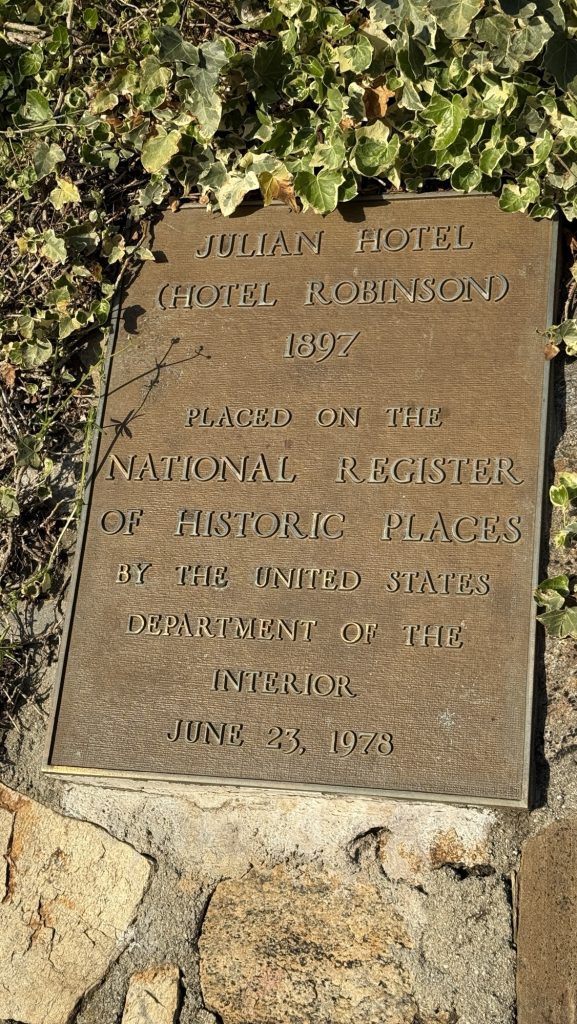 JULIAN HOTEL
(HOTEL ROBINSON)
1897
PLACED ON THE
NATIONAL REGISTER
OF HISTORIC PLACES
BY THE UNITED STATES
DEPARTMENT OF THE
INTERIOR
JUNE 23, 1978